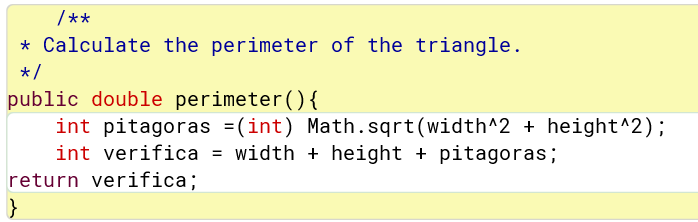 /**
* Calculate the perimeter of the triangle.
*/
public double perimeter(){
int pitagoras =(int) Math.sqrt(width^2 + height^2);
int verifica = width + height + pitagoras;
return verifica;
}